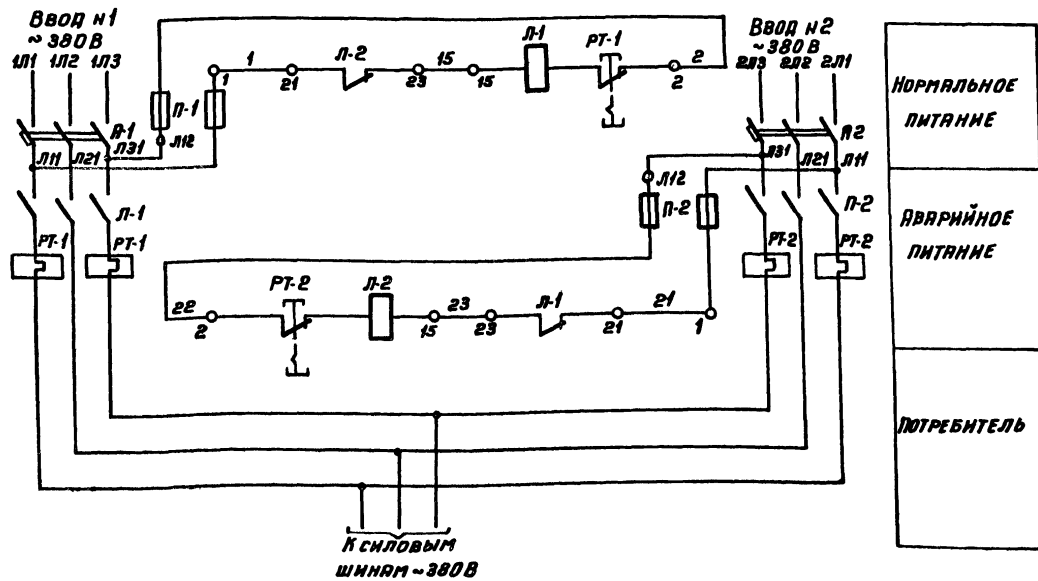 Ввод №1
~380В
1Л1 1Л2 1Л3
А-1
Л11 Л21 Л31
Л12
П-1
1
1
21
Л-2
23
15
15
Л-1
РТ-1
2
2
Ввод №2
~380В
2Л3 2Л2 2Л1
А2
Л31 Л21 Л11
Л12
П-2
Л-1
РТ-1 РТ-1
П-2
РТ-2 РТ-2
22
2
РТ-2
Л-2
15
23
23
Л-1
21
21
1
К силовым
шинам ~380В
Нормальное
питание
Аварийное
питание
Потребитель